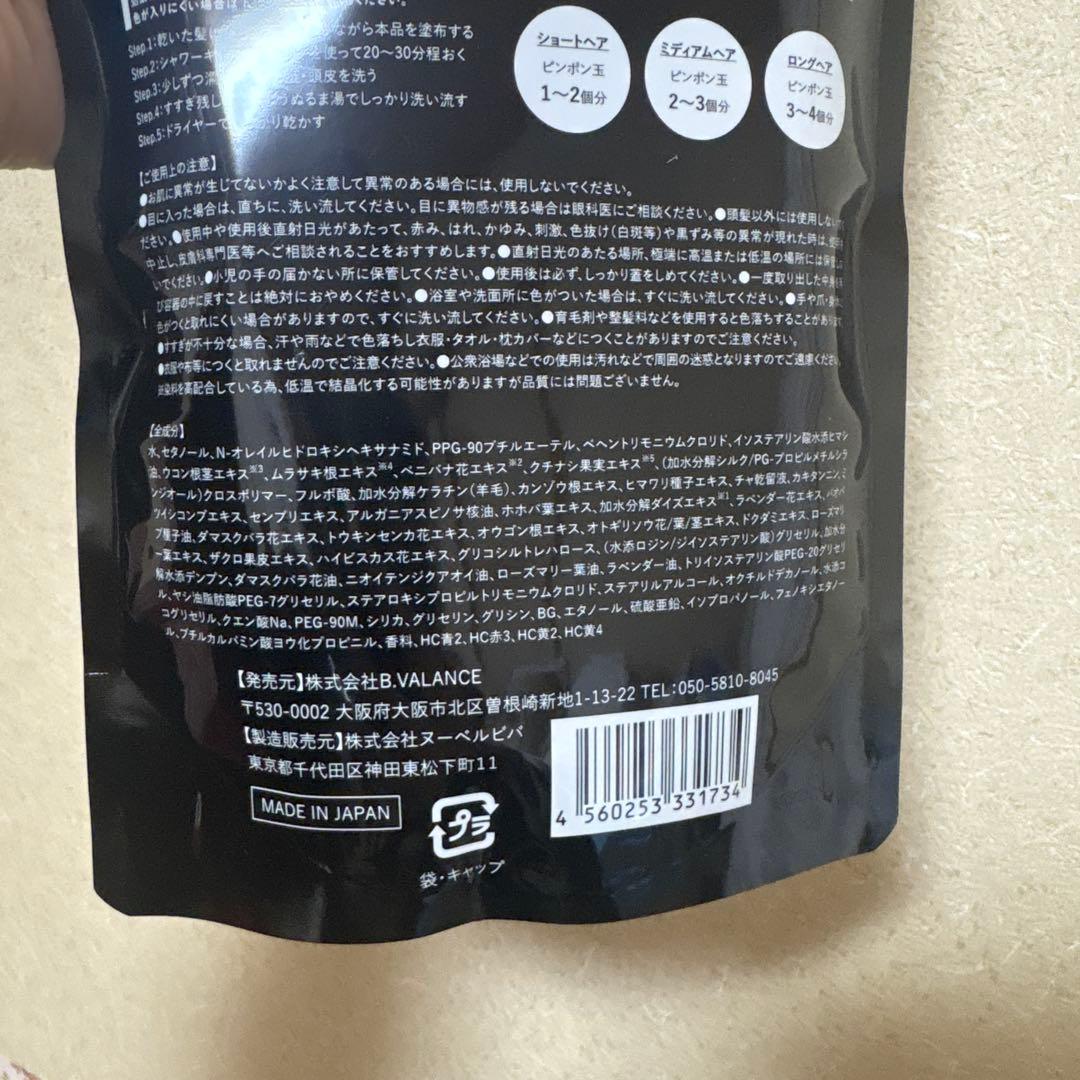 色が入りにくい場合は
Step.1:乾いた髪に ながら本品を塗布する
Step.2:シャワーキ を使って20〜30分程おく
Step.3:少しずつ ・頭皮を洗う
Step.4:すすぎ残し うぬるま湯でしっかり洗い流す
Step.5:ドライヤーで かり乾かす
ショートヘア
ピンポン玉
1〜2個分
ミディアムヘア
ピンポン玉
2〜3個分
ロングヘア
ピンポン玉
3〜4個分
【ご使用上の注意】
●お肌に異常が生じてないかよく注意して異常のある場合には、使用しないでください。
●目に入った場合は、直ちに、洗い流してください。目に異物感が残る場合は眼科医にご相談ください。●頭髪以外には使用しない
ださい。●使用中や使用後直射日光があたって、赤み、はれ、かゆみ、刺激、色抜け(白斑等)や黒ずみ等の異常が現れた時は、使用を
中止し、皮膚科専門医等へご相談されることをおすすめします。●直射日光のあたる場所、極端に高温または低温の場所には保管し
いでください。●小児の手の届かない所に保管してください。●使用後は必ず、しっかり蓋をしめてください。●一度取り出した中身を
び容器の中に戻すことは絶対におやめください。●浴室や洗面所に色がついた場合は、すぐに洗い流してください。●手や爪・身
色がつくと取れにくい場合がありますので、すぐに洗い流してください。●育毛剤や整髪料などを使用すると色落ちすることがあります。
●すすぎが不十分な場合、汗や雨などで色落ちし衣服・タオル・枕カバーなどにつくことがありますのでご注意ください。
●衣服や布等につくと取れませんのでご注意ください。●公衆浴場などでの使用は汚れなどで周囲の迷惑となりますのでご遠慮ください
※染料を高配合している為、低温で結晶化する可能性がありますが品質には問題ございません。
【全成分】
水、セタノール、N-オレイルヒドロキシヘキサナミド、PPG-90ブチルエーテル、ベヘントリモニウムクロリド、イソステアリン酸水添ヒマシ
油、ウコン根茎エキス※3、ムラサキ根エキス※4、ベニバナ花エキス※2、クチナシ果実エキス※5、(加水分解シルク/PG-プロピルメチルシラ
ンジオール)クロスポリマー、フルボ酸、加水分解ケラチン(羊毛)、カンゾウ根エキス、ヒマワリ種子エキス、チャ乾留液、カキタンニン、ミ
ツイシコンブエキス、センブリエキス、アルガニアスピノサ核油、ホホバ葉エキス、加水分解ダイズエキス※1、ラベンダー花エキス、バオバ
ブ種子油、ダマスクバラ花エキス、トウキンセンカ花エキス、オウゴン根エキス、オトギリソウ花/葉/茎エキス、ドクダミエキス、ローズマリ
ー葉エキス、ザクロ果皮エキス、ハイビスカス花エキス、グリコシルトレハロース、(水添ロジン/ジイソステアリン酸)グリセリル、加水分
解水添デンプン、ダマスクバラ花油、ニオイテンジクアオイ油、ローズマリー葉油、ラベンダー油、トリイソステアリン酸PEG-20グリセリ
ル、ヤシ油脂肪酸PEG-7グリセリル、ステアロキシプロピルトリモニウムクロリド、ステアリルアルコール、オクチルドデカノール、水添コ
コグリセリル、クエン酸Na、PEG-90M、シリカ、グリセリン、グリシン、BG、エタノール、硫酸亜鉛、イソプロパノール、フェノキシエタノー
ル、ブチルカルバミン酸ヨウ化プロピニル、香料、HC青2、HC赤3、HC黄2、HC黄4
【発売元】株式会社B.VALANCE
〒530-0002 大阪府大阪市北区曽根崎新地1-13-22 TEL:050-5810-8045
【製造販売元】株式会社ヌーベルビバ
東京都千代田区神田東松下町11
MADE IN JAPAN
プラ
袋・キャップ
4 560253 331734